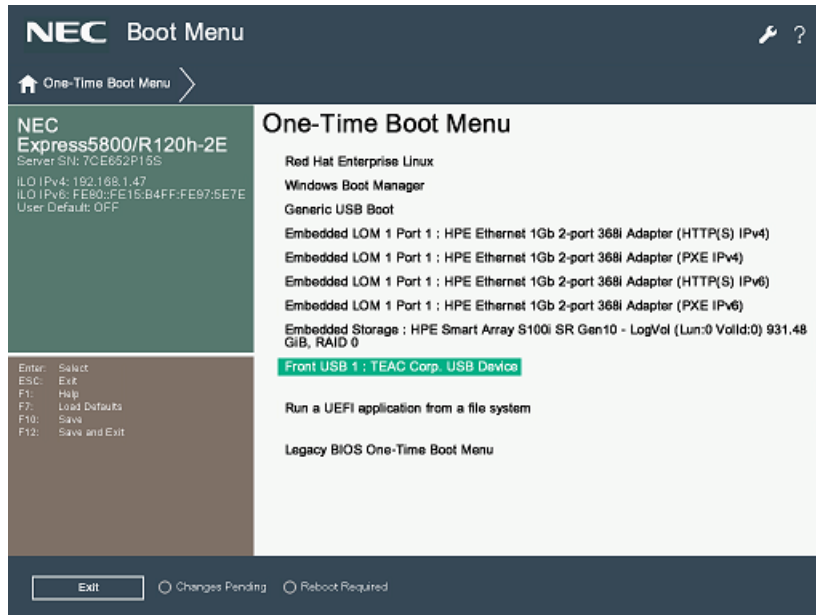 NEC Boot Menu
?
One-Time Boot Menu
NEC
Express5800/R120h-2E
Server SN: 7CE652P15S
iLO IPv4: 192.168.1.47
iLO IPv6: FE80::FE15:B4FF:FE97:5E7E
User Default: OFF
Enter: Select
ESC: Exit
F1: Help
F7: Load Defaults
F10: Save
F12: Save and Exit
One-Time Boot Menu
Red Hat Enterprise Linux
Windows Boot Manager
Generic USB Boot
Embedded LOM 1 Port 1 : HPE Ethernet 1Gb 2-port 368i Adapter (HTTP(S) IPv4)
Embedded LOM 1 Port 1 : HPE Ethernet 1Gb 2-port 368i Adapter (PXE IPv4)
Embedded LOM 1 Port 1 : HPE Ethernet 1Gb 2-port 368i Adapter (HTTP(S) IPv6)
Embedded LOM 1 Port 1 : HPE Ethernet 1Gb 2-port 368i Adapter (PXE IPv6)
Embedded Storage : HPE Smart Array S100i SR Gen10 - LogVol (Lun:0 VolId:0) 931.48
GiB, RAID 0
Front USB 1 : TEAC Corp. USB Device
Run a UEFI application from a file system
Legacy BIOS One-Time Boot Menu
Exit
Changes Pending
Reboot Required